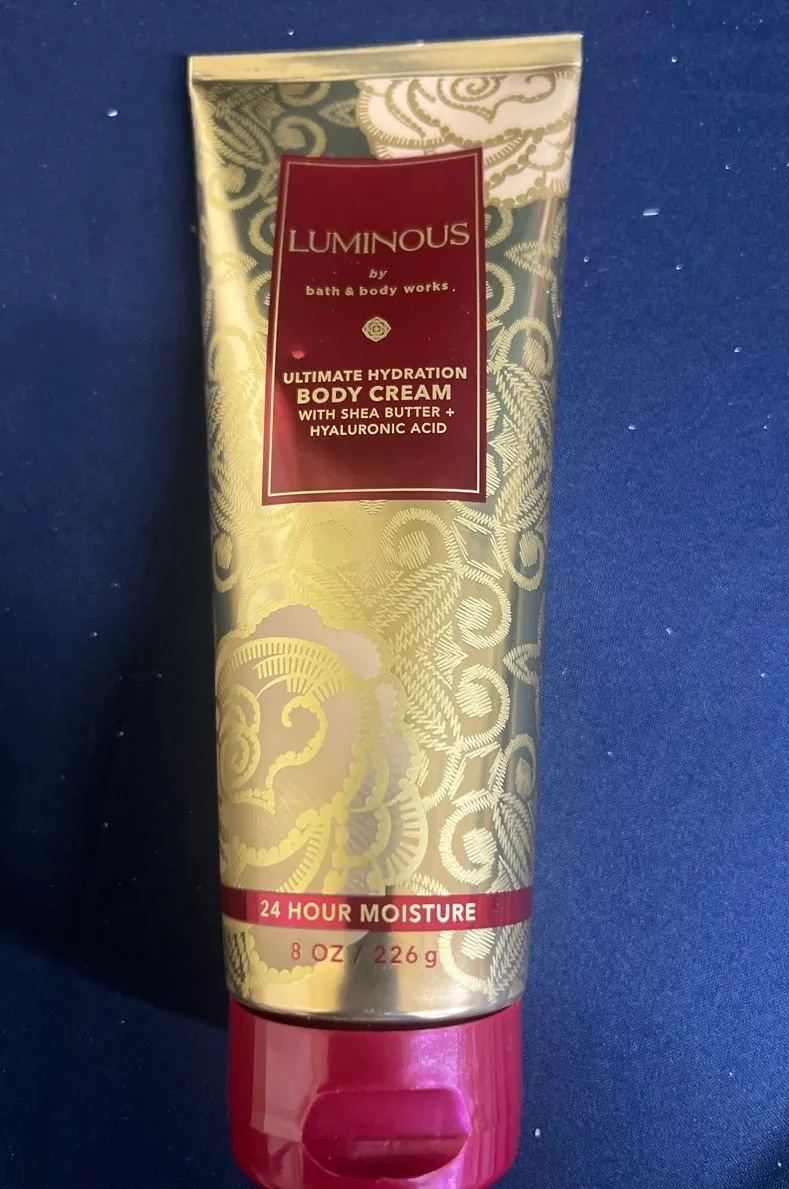 LUMINOUS
by
bath & body works.
ULTIMATE HYDRATION
BODY CREAM
WITH SHEA BUTTER +
HYALURONIC ACID
24 HOUR MOISTURE
8 OZ / 226 g